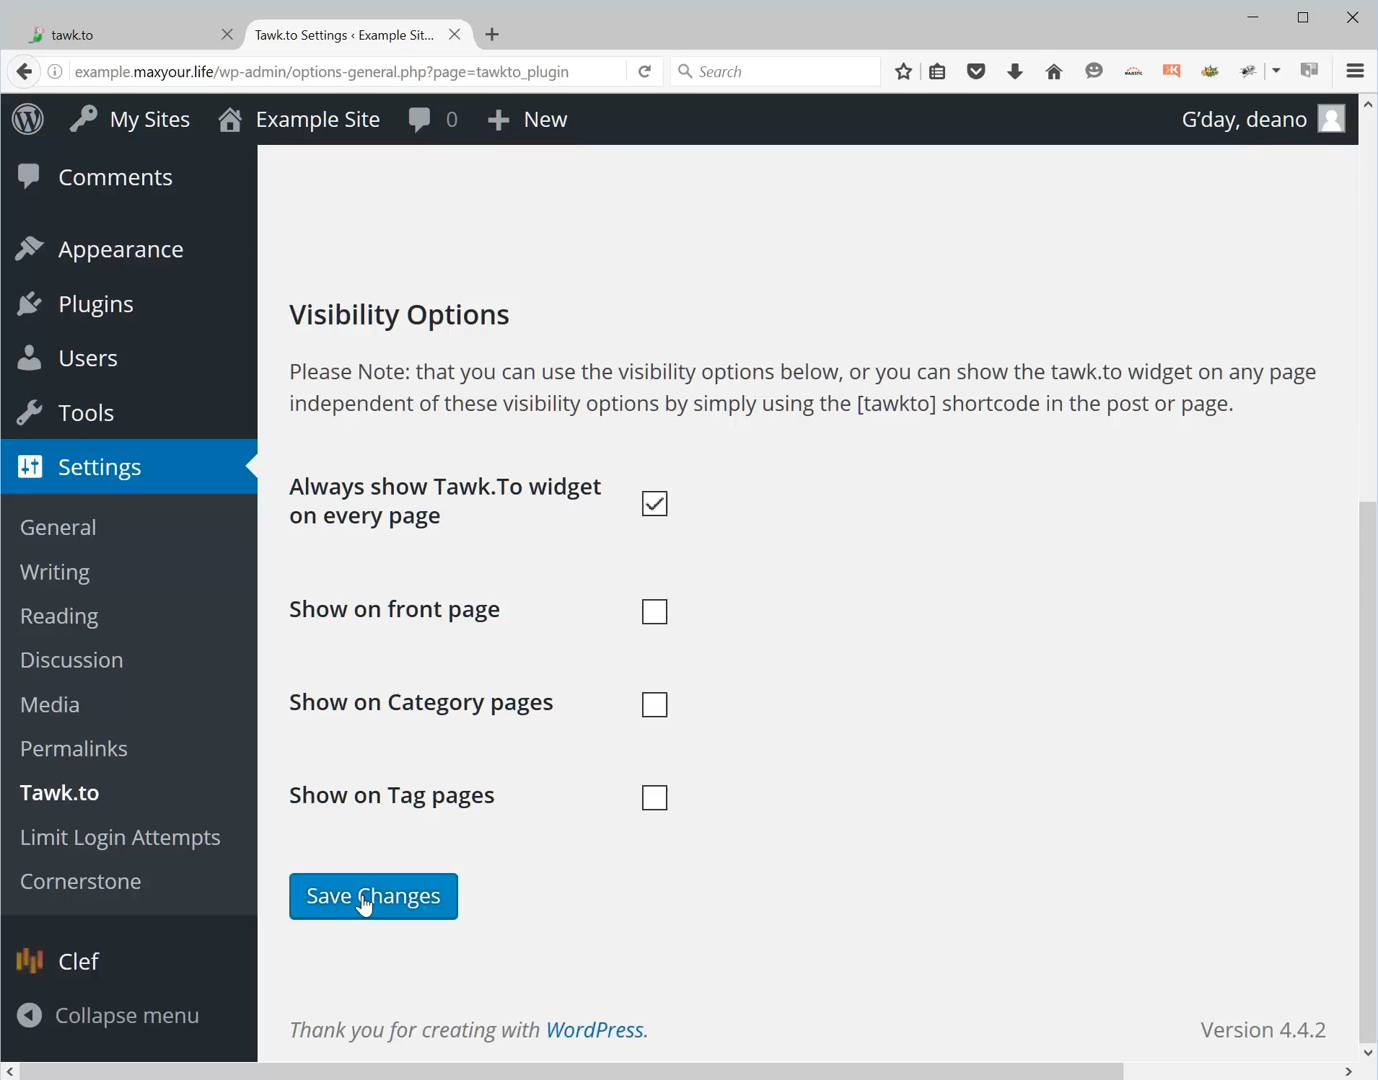 tawk.to
Tawk.to Settings ‹ Example Sit...
example.maxyour.life/wp-admin/options-general.php?page=tawkto_plugin
Search
My Sites
Example Site
0
New
G'day, deano
Comments
Appearance
Plugins
Users
Tools
Settings
General
Writing
Reading
Discussion
Media
Permalinks
Tawk.to
Limit Login Attempts
Cornerstone
Clef
Collapse menu
Visibility Options
Please Note: that you can use the visibility options below, or you can show the tawk.to widget on any page
independent of these visibility options by simply using the [tawkto] shortcode in the post or page.
Always show Tawk.To widget
on every page
Show on front page
Show on Category pages
Show on Tag pages
Save Changes
Thank you for creating with WordPress.
Version 4.4.2